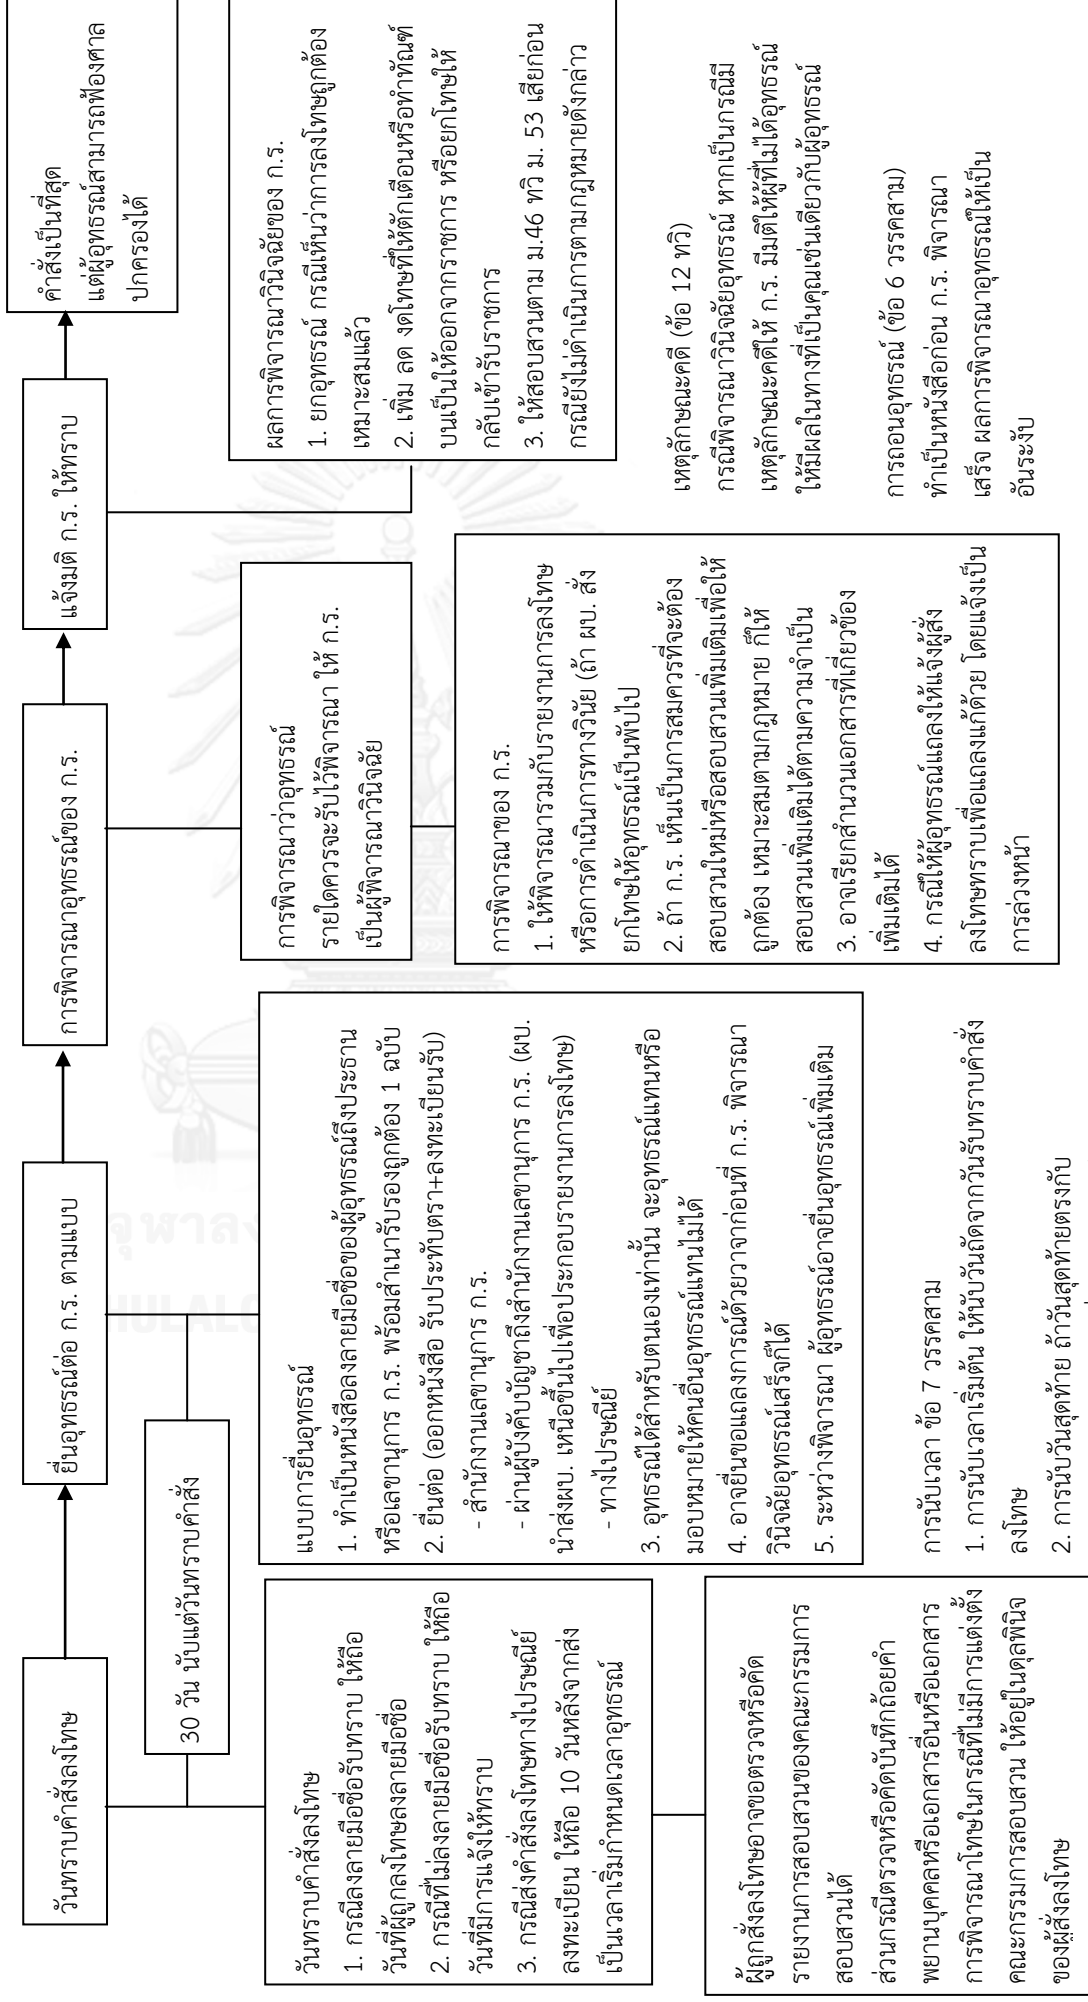 วันทราบคำสั่งลงโทษ
ยื่นอุทธรณ์ต่อ ก.ร. ตามแบบ
การพิจารณาอุทธรณ์ของ ก.ร.
แจ้งมติ ก.ร. ให้ทราบ
คำสั่งเป็นที่สุด
แต่ผู้อุทธรณ์สามารถฟ้องศาล
ปกครองได้
30 วัน นับแต่วันทราบคำสั่ง
วันทราบคำสั่งลงโทษ
1. กรณีลงลายมือชื่อรับทราบ ให้ถือ
วันที่ผู้ถูกลงโทษลงลายมือชื่อ
2. กรณีที่ไม่ลงลายมือชื่อรับทราบ ให้ถือ
วันที่มีการแจ้งให้ทราบ
3. กรณีส่งคำสั่งลงโทษทางไปรษณีย์
ลงทะเบียน ให้ถือ 10 วันหลังจากส่ง
เป็นเวลาเริ่มกำหนดเวลาอุทธรณ์
ผู้ถูกสั่งลงโทษอาจขอตรวจหรือคัด
รายงานการสอบสวนของคณะกรรมการ
สอบสวนได้
ส่วนกรณีตรวจหรือคัดบันทึกถ้อยคำ
พยานบุคคลหรือเอกสารอื่นหรือเอกสาร
การพิจารณาโทษในกรณีที่ไม่มีการแต่งตั้ง
คณะกรรมการสอบสวน ให้อยู่ในดุลพินิจ
ของผู้สั่งลงโทษ
แบบการยื่นอุทธรณ์
1. ทำเป็นหนังสือลงลายมือชื่อของผู้อุทธรณ์ถึงประธาน
หรือเลขานุการ ก.ร. พร้อมสำเนารับรองถูกต้อง 1 ฉบับ
2. ยื่นต่อ (ออกหนังสือ รับประทับตรา+ลงทะเบียนรับ)
- สำนักงานเลขานุการ ก.ร.
- ผ่านผู้บังคับบัญชาถึงสำนักงานเลขานุการ ก.ร. (ผบ.
นำส่งผบ. เหนือขึ้นไปเพื่อประกอบรายงานการลงโทษ)
- ทางไปรษณีย์
3. อุทธรณ์ได้สำหรับตนเองเท่านั้น จะอุทธรณ์แทนหรือ
มอบหมายให้คนอื่นอุทธรณ์แทนไม่ได้
4. อาจยื่นขอแถลงการณ์ด้วยวาจาก่อนที่ ก.ร. พิจารณา
วินิจฉัยอุทธรณ์เสร็จก็ได้
5. ระหว่างพิจารณา ผู้อุทธรณ์อาจยื่นอุทธรณ์เพิ่มเติม
การนับเวลา ข้อ 7 วรรคสาม
1. การนับเวลาเริ่มต้น ให้นับวันถัดจากวันรับทราบคำสั่ง
ลงโทษ
2. การนับวันสุดท้าย ถ้าวันสุดท้ายตรงกับ
การพิจารณาว่าอุทธรณ์
รายใดควรจะรับไว้พิจารณา ให้ ก.ร.
เป็นผู้พิจารณาวินิจฉัย
การพิจารณาของ ก.ร.
1. ให้พิจารณารวมกับรายงานการลงโทษ
หรือการดำเนินการทางวินัย (ถ้า ผบ. สั่ง
ยกโทษให้อุทธรณ์เป็นพับไป
2. ถ้า ก.ร. เห็นเป็นการสมควรที่จะต้อง
สอบสวนใหม่หรือสอบสวนเพิ่มเติมเพื่อให้
ถูกต้อง เหมาะสมตามกฎหมาย ก็ให้
สอบสวนเพิ่มเติมได้ตามความจำเป็น
3. อาจเรียกสำนวนเอกสารที่เกี่ยวข้อง
เพิ่มเติมได้
4. กรณีให้ผู้อุทธรณ์แถลงให้แจ้งผู้สั่ง
ลงโทษทราบเพื่อแถลงแก้ด้วย โดยแจ้งเป็น
การล่วงหน้า
ผลการพิจารณาวินิจฉัยของ ก.ร.
1. ยกอุทธรณ์ กรณีเห็นว่าการลงโทษถูกต้อง
เหมาะสมแล้ว
2. เพิ่ม ลด งดโทษที่ให้ตักเตือนหรือทำทัณฑ์
บนเป็นให้ออกจากราชการ หรือยกโทษให้
กลับเข้ารับราชการ
3. ให้สอบสวนตาม ม.46 ทวิ ม. 53 เสียก่อน
กรณียังไม่ดำเนินการตามกฎหมายดังกล่าว
เหตุลักษณะคดี (ข้อ 12 ทวิ)
กรณีพิจารณาวินิจฉัยอุทธรณ์ หากเป็นกรณีมี
เหตุลักษณะคดีให้ ก.ร. มีมติให้ผู้ที่ไม่ได้อุทธรณ์
ให้มีผลในทางที่เป็นคุณเช่นเดียวกับผู้อุทธรณ์
การถอนอุทธรณ์ (ข้อ 6 วรรคสาม)
ทำเป็นหนังสือก่อน ก.ร. พิจารณา
เสร็จ ผลการพิจารณาอุทธรณ์ให้เป็น
อันระงับ
จุฬาลง
HULALO